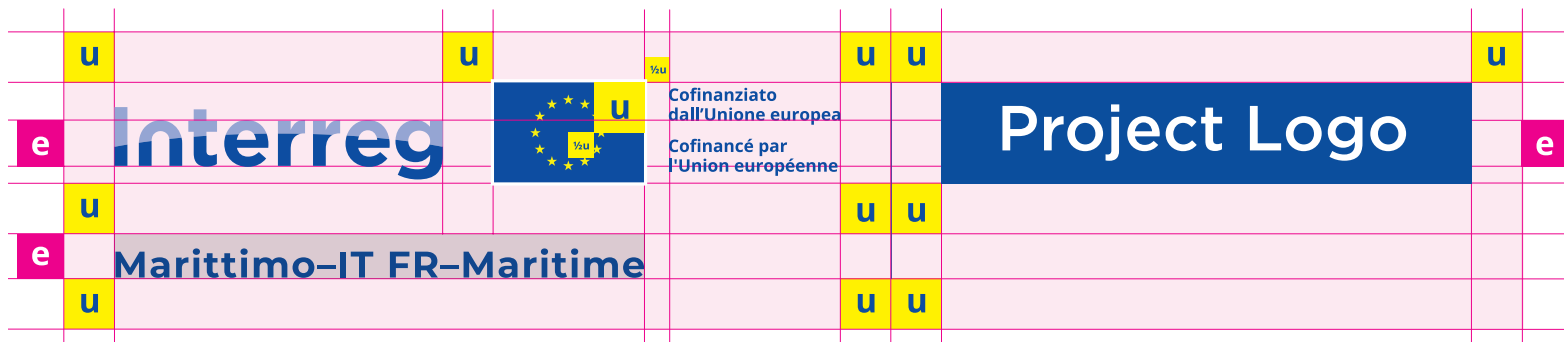 u u u u u
½u
Interreg
u
½u
Cofinanziato
dall'Unione europea
Cofinancé par
l'Union européenne
Project Logo
e e
u u u
e
Marittimo–IT FR–Maritime
u u u